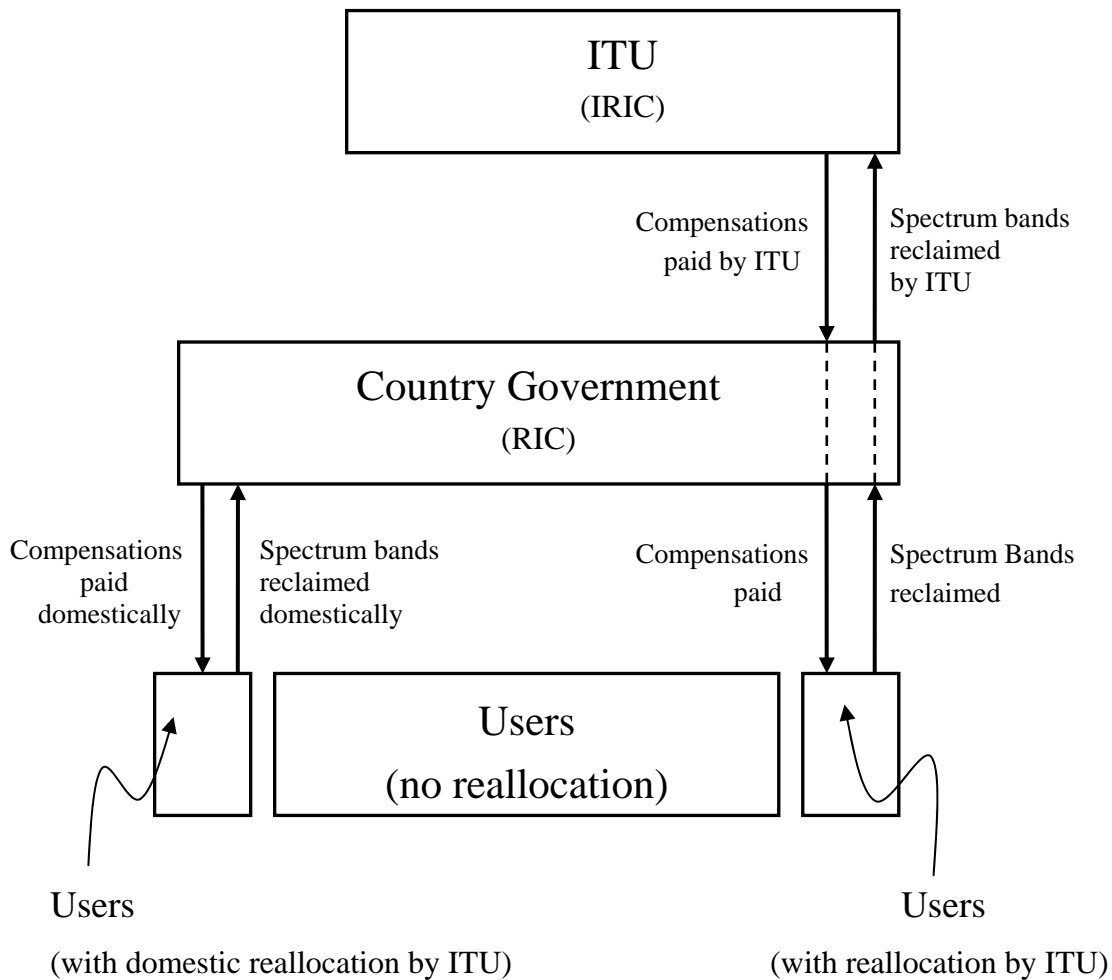 ITU
(IRIC)
Compensations
paid by ITU
Spectrum bands
reclaimed
by ITU
Country Government
(RIC)
Compensations
paid
domestically
Spectrum bands
reclaimed
domestically
Compensations
paid
Spectrum Bands
reclaimed
Users
(no reallocation)
Users
(with domestic reallocation by ITU)
Users
(with reallocation by ITU)